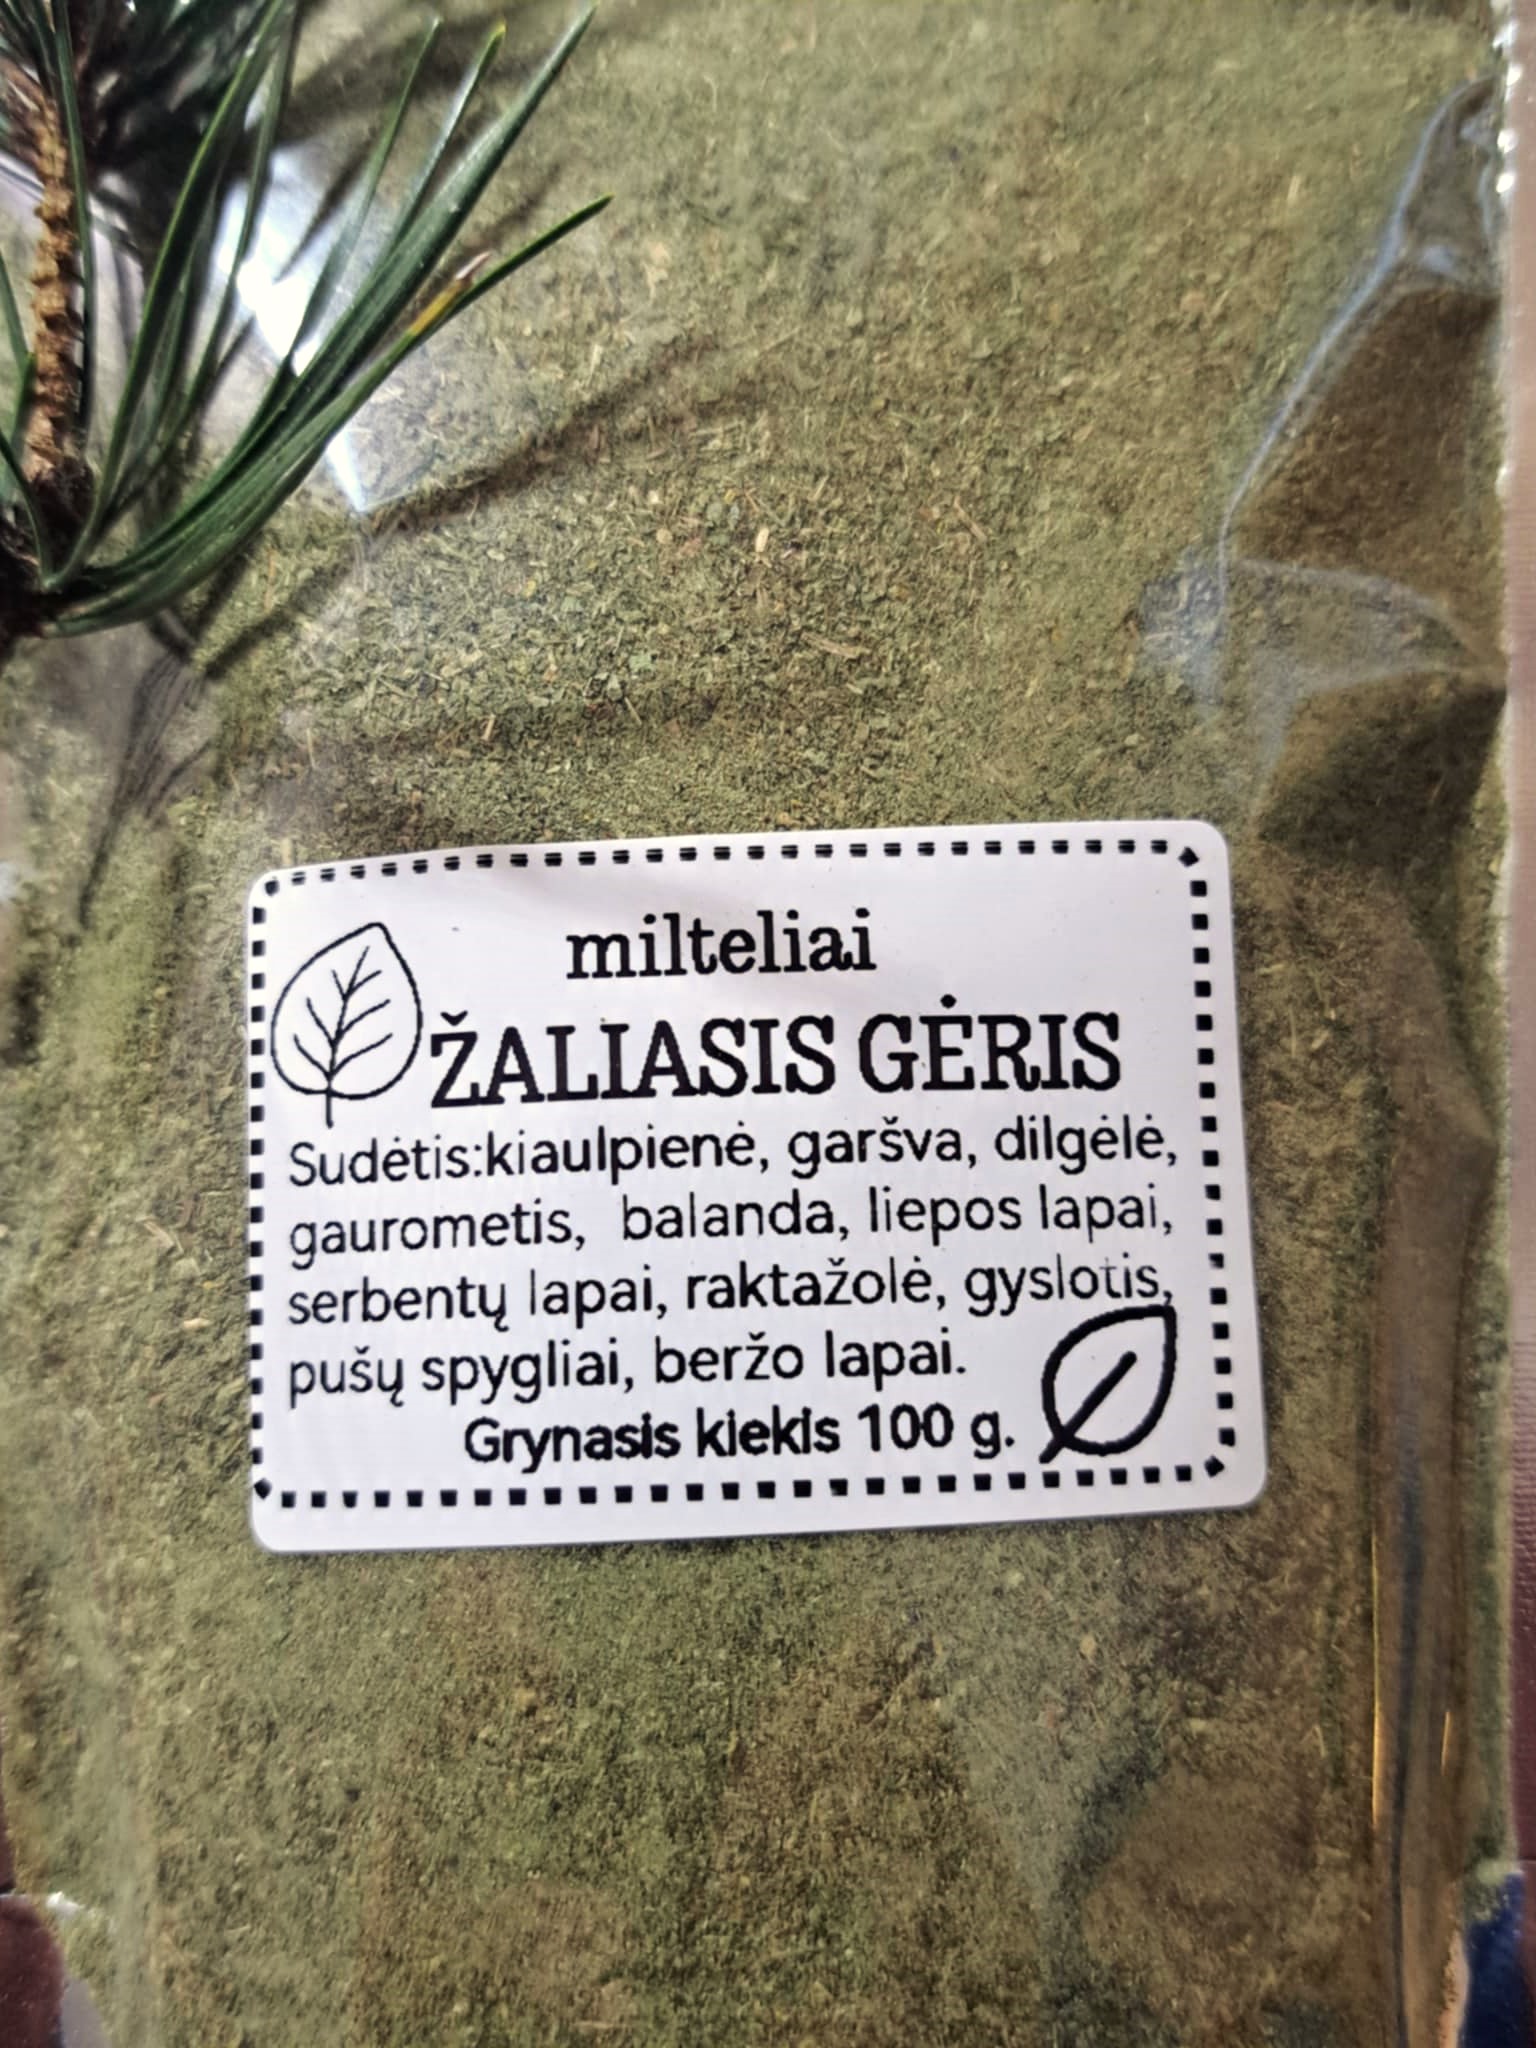 milteliai
ŽALIASIS GĖRIS
Sudėtis:kiaulpienė, garšva, dilgėlė,
gaurometis, balanda, liepos lapai,
serbentų lapai, raktažolė, gyslotis,
pušų spygliai, beržo lapai.
Grynasis kiekis 100 g.